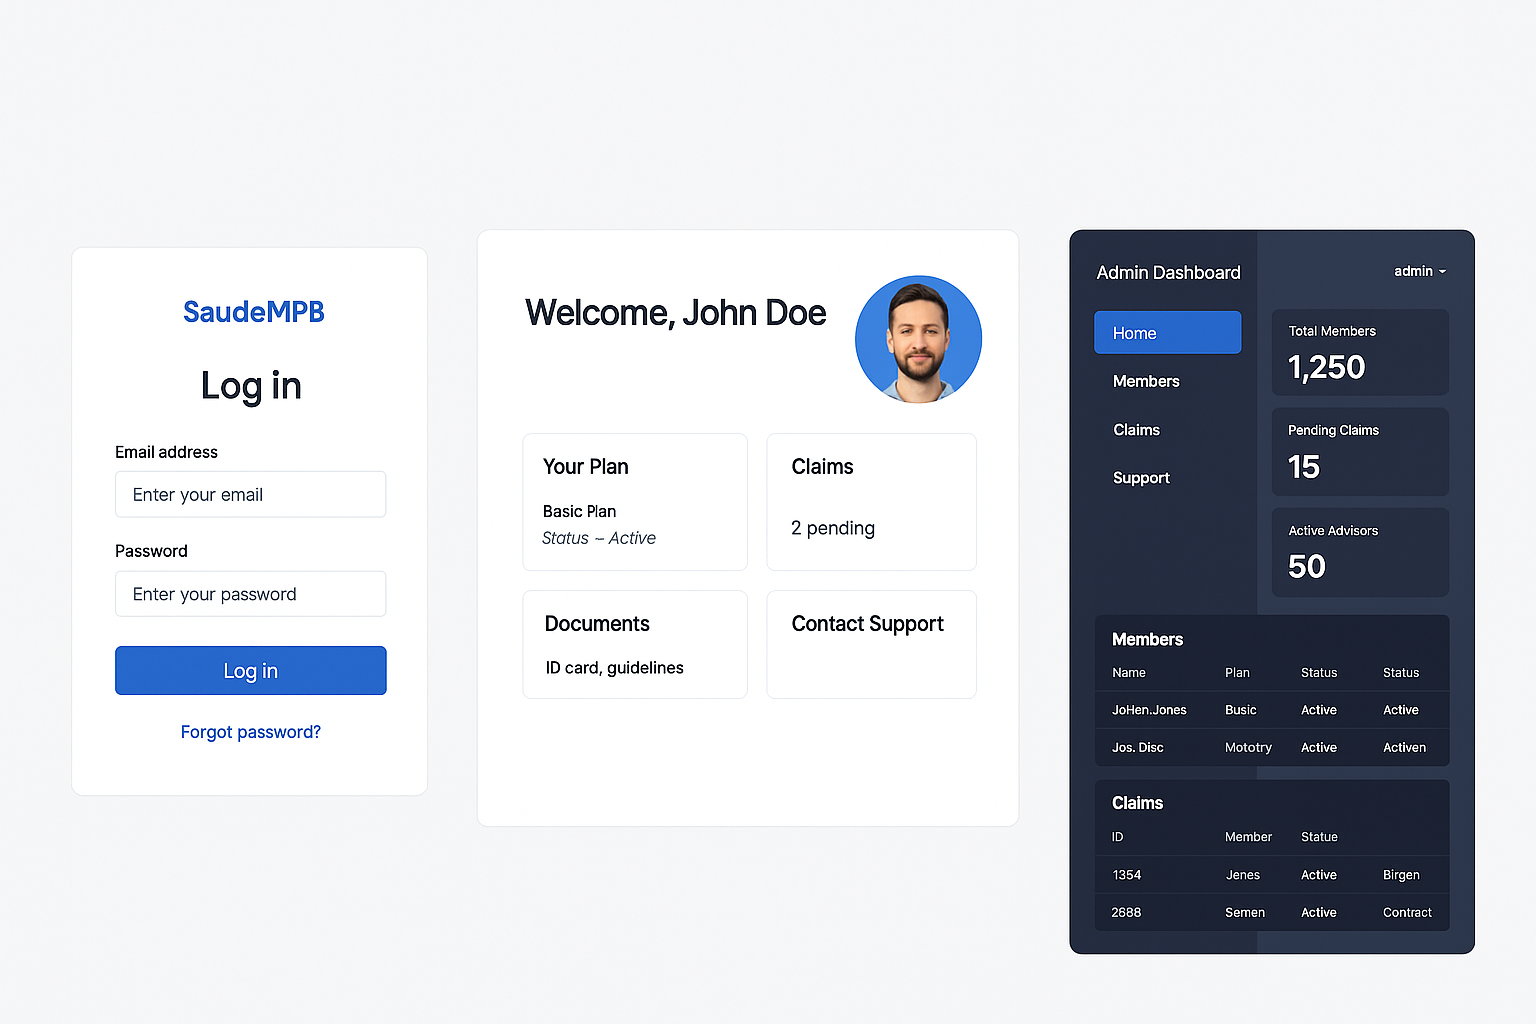 SaudeMPB
Log in
Email address
Enter your email
Password
Enter your password
Log in
Forgot password?
Welcome, John Doe
Your Plan
Basic Plan
Status – Active
Claims
2 pending
Documents
ID card, guidelines
Contact Support
Admin Dashboard
admin
Home
Members
Claims
Support
Total Members
1,250
Pending Claims
15
Active Advisors
50
Members
Name Plan Status Status
JoHen.Jones Busic Active Active
Jos. Disc Mototry Active Activen
Claims
ID Member Statue
1354 Jenes Active Birgen
2688 Semen Active Contract